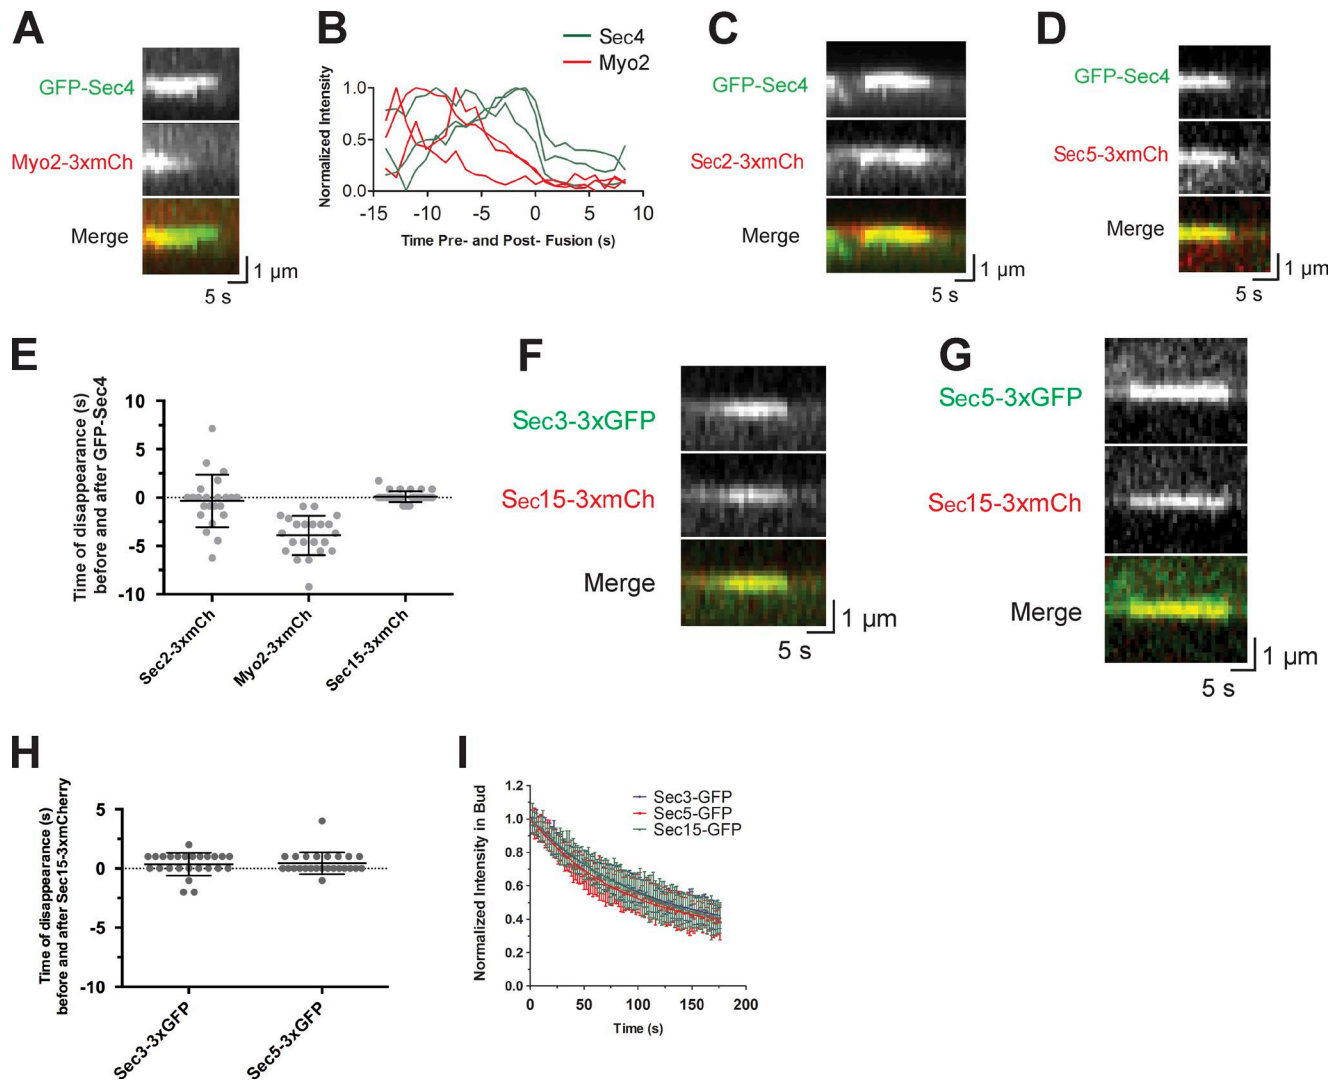 A
GFP-Sec4
Myo2-3xmCh
Merge
1 µm
5 s
B
Sec4
Myo2
Normalized Intensity
1.0
0.5
0.0
-15 -10 -5 0 5 10
Time Pre- and Post- Fusion (s)
C
GFP-Sec4
Sec2-3xmCh
Merge
1 µm
5 s
D
GFP-Sec4
Sec5-3xmCh
Merge
1 µm
5 s
E
Time of disappearance (s)
before and after GFP-Sec4
10
5
0
-5
-10
Sec2-3xmCh
Myo2-3xmCh
Sec15-3xmCh
F
Sec3-3xGFP
Sec15-3xmCh
Merge
1 µm
5 s
G
Sec5-3xGFP
Sec15-3xmCh
Merge
1 µm
5 s
H
Time of disappearance (s)
before and after Sec15-3xmCherry
5
0
-5
-10
Sec3-3xGFP
Sec5-3xGFP
I
Normalized Intensity in Bud
1.2
1.0
0.8
0.6
0.4
0.2
0.0
Sec3-GFP
Sec5-GFP
Sec15-GFP
0 50 100 150 200
Time (s)